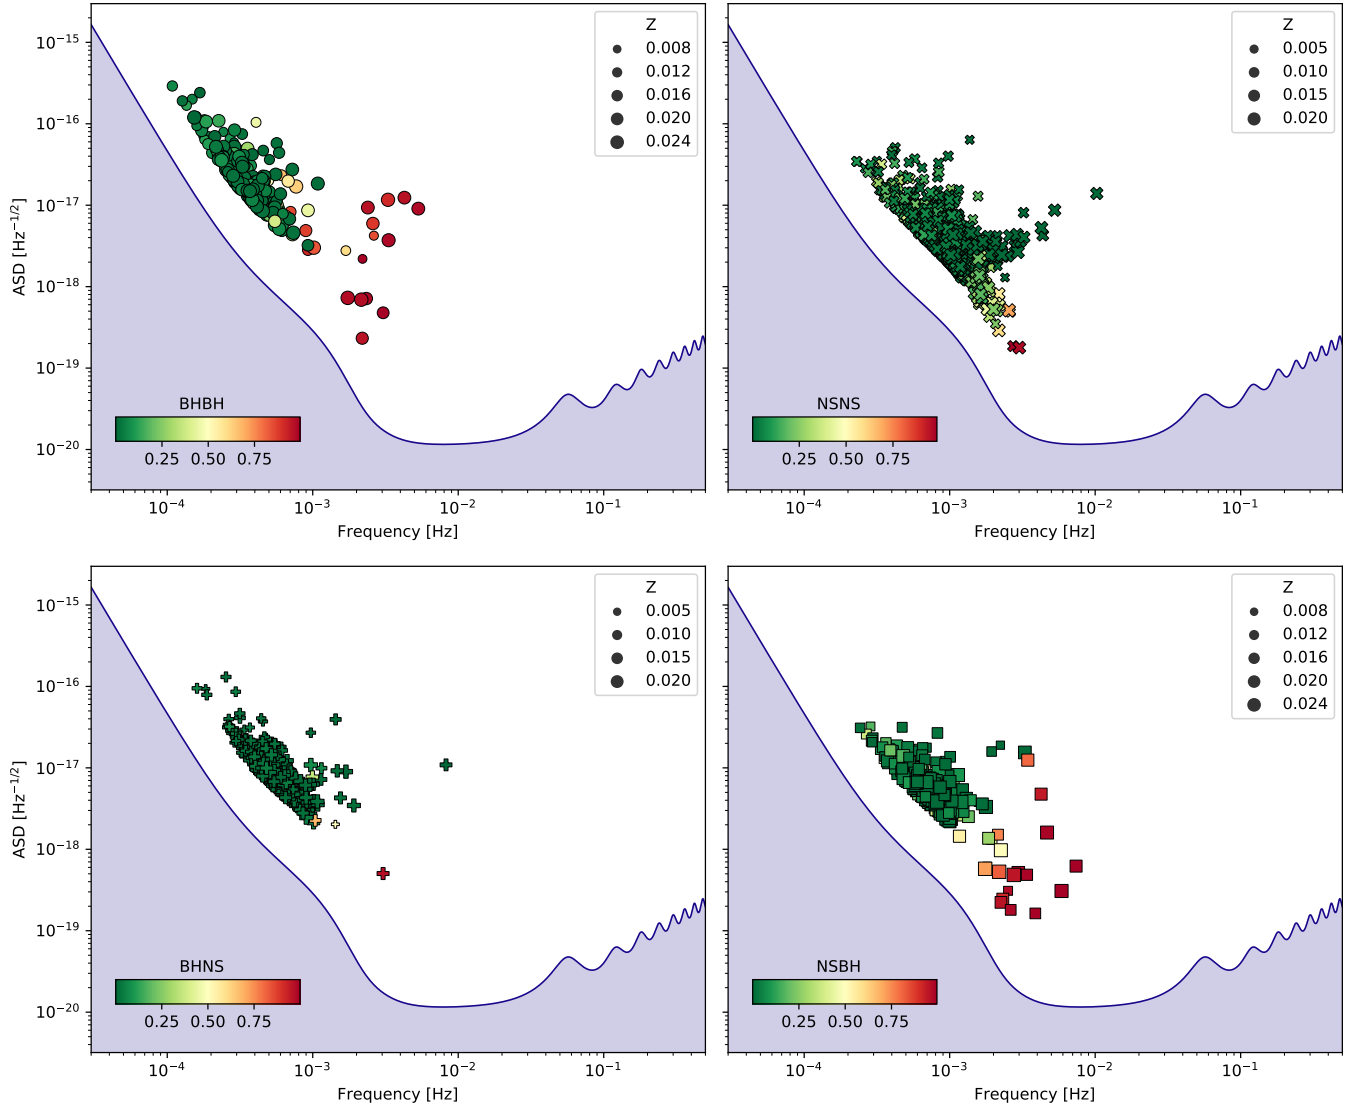 Z
0.008
0.012
0.016
0.020
0.024
10⁻¹⁵
10⁻¹⁶
10⁻¹⁷
10⁻¹⁸
10⁻¹⁹
10⁻²⁰
ASD [Hz⁻¹/²]
BHBH
0.25 0.50 0.75
10⁻⁴ 10⁻³ 10⁻² 10⁻¹
Frequency [Hz]
Z
0.005
0.010
0.015
0.020
NSNS
0.25 0.50 0.75
10⁻⁴ 10⁻³ 10⁻² 10⁻¹
Frequency [Hz]
Z
0.005
0.010
0.015
0.020
10⁻¹⁵
10⁻¹⁶
10⁻¹⁷
10⁻¹⁸
10⁻¹⁹
10⁻²⁰
ASD [Hz⁻¹/²]
BHNS
0.25 0.50 0.75
10⁻⁴ 10⁻³ 10⁻² 10⁻¹
Frequency [Hz]
Z
0.008
0.012
0.016
0.020
0.024
NSBH
0.25 0.50 0.75
10⁻⁴ 10⁻³ 10⁻² 10⁻¹
Frequency [Hz]